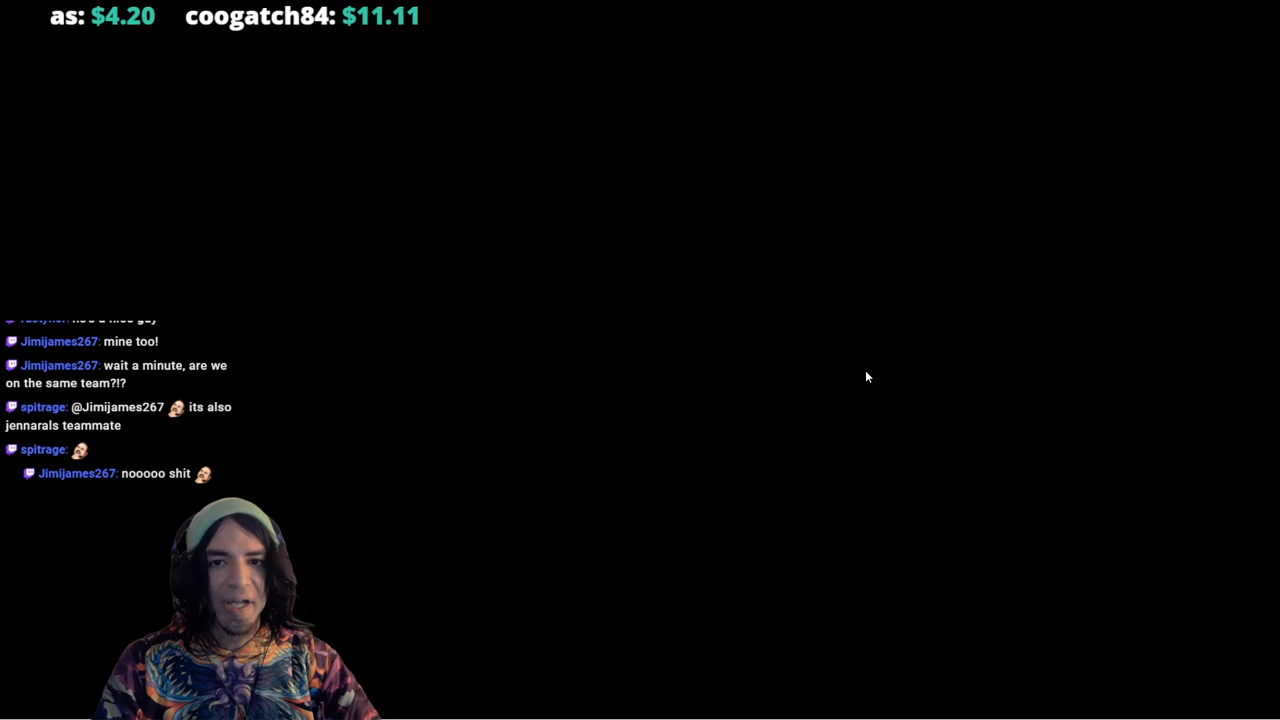 as: $4.20 coogatch84: $11.11
Jimijames267: mine too!
Jimijames267: wait a minute, are we
on the same team?!?
spitrage: @Jimijames267 its also
jennarals teammate
spitrage:
Jimijames267: nooooo shit